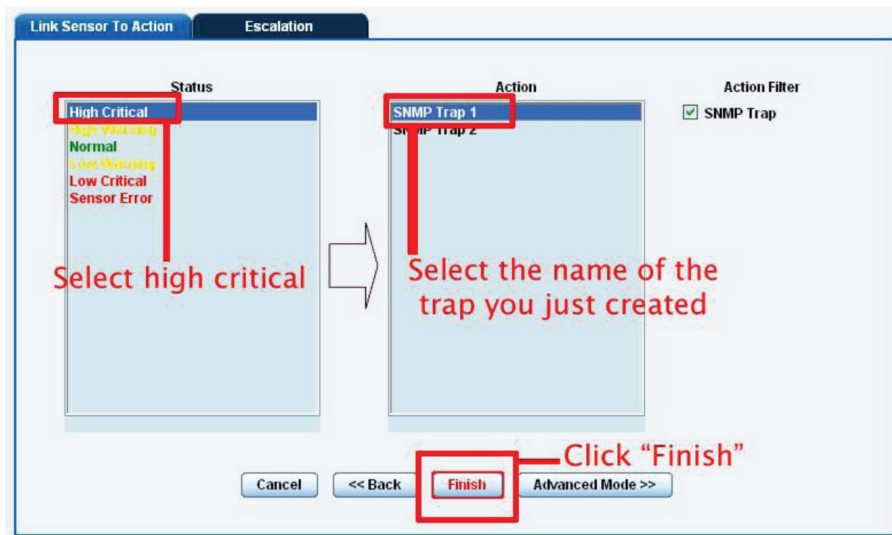 Link Sensor To Action
Escalation
Status
Action
Action Filter
High Critical
High Warning
Normal
Low Warning
Low Critical
Sensor Error
SNMP Trap 1
SNMP Trap 2
SNMP Trap
Select high critical
Select the name of the
trap you just created
Click “Finish”
Cancel
<< Back
Finish
Advanced Mode >>